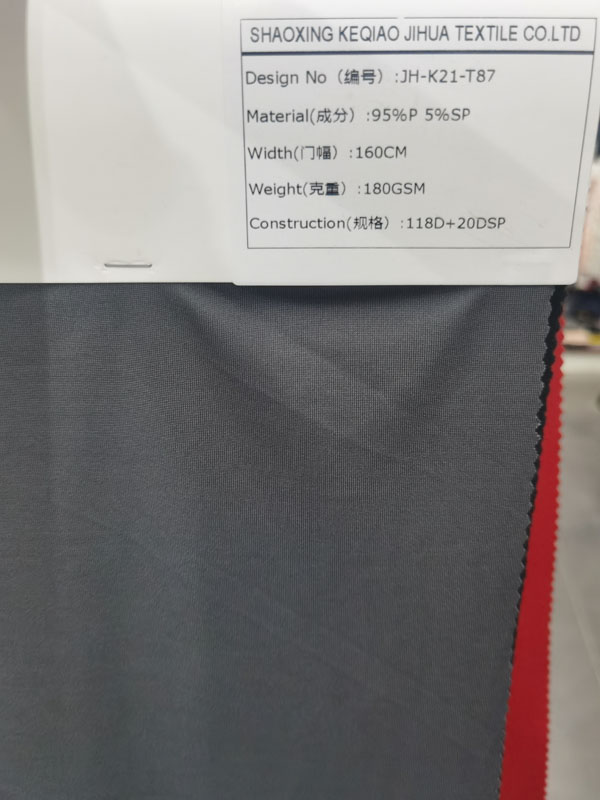 SHAOXING KEQIAO JIHUA TEXTILE CO.LTD
Design No（编号）:JH-K21-T87
Material(成分）:95%P 5%SP
Width(门幅）:160CM
Weight(克重）:180GSM
Construction(规格）:118D+20DSP